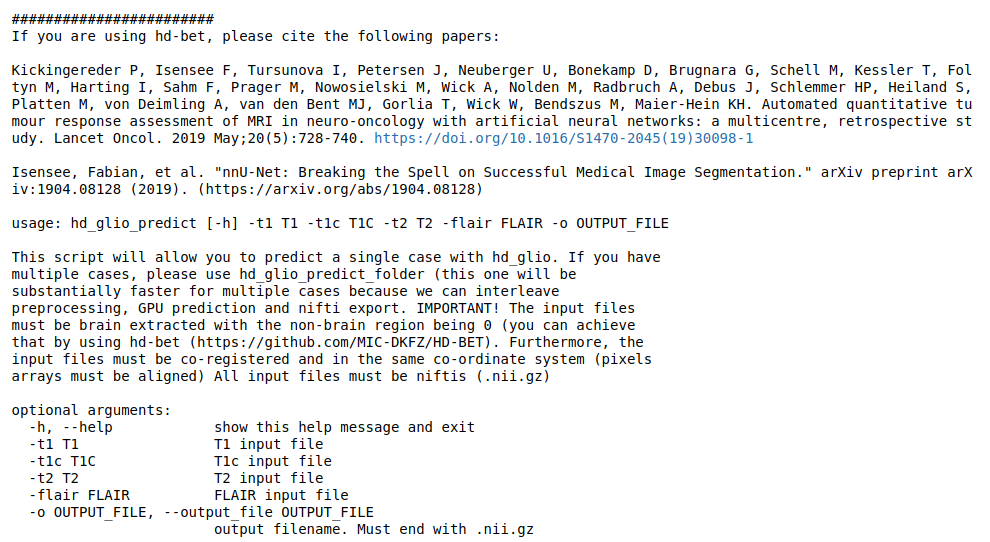 ########################
If you are using hd-bet, please cite the following papers:
Kickingereder P, Isensee F, Tursunova I, Petersen J, Neuberger U, Bonekamp D, Brugnara G, Schell M, Kessler T, Fol
tyn M, Harting I, Sahm F, Prager M, Nowosielski M, Wick A, Nolden M, Radbruch A, Debus J, Schlemmer HP, Heiland S,
Platten M, von Deimling A, van den Bent MJ, Gorlia T, Wick W, Bendszus M, Maier-Hein KH. Automated quantitative tu
mour response assessment of MRI in neuro-oncology with artificial neural networks: a multicentre, retrospective st
udy. Lancet Oncol. 2019 May;20(5):728-740. https://doi.org/10.1016/S1470-2045(19)30098-1
Isensee, Fabian, et al. "nnU-Net: Breaking the Spell on Successful Medical Image Segmentation." arXiv preprint arX
iv:1904.08128 (2019). (https://arxiv.org/abs/1904.08128)
usage: hd_glio_predict [-h] -t1 T1 -t1c T1C -t2 T2 -flair FLAIR -o OUTPUT_FILE
This script will allow you to predict a single case with hd_glio. If you have
multiple cases, please use hd_glio_predict_folder (this one will be
substantially faster for multiple cases because we can interleave
preprocessing, GPU prediction and nifti export. IMPORTANT! The input files
must be brain extracted with the non-brain region being 0 (you can achieve
that by using hd-bet (https://github.com/MIC-DKFZ/HD-BET). Furthermore, the
input files must be co-registered and in the same co-ordinate system (pixels
arrays must be aligned) All input files must be niftis (.nii.gz)
optional arguments:
-h, --help show this help message and exit
-t1 T1 T1 input file
-t1c T1C T1c input file
-t2 T2 T2 input file
-flair FLAIR FLAIR input file
-o OUTPUT_FILE, --output_file OUTPUT_FILE
output filename. Must end with .nii.gz